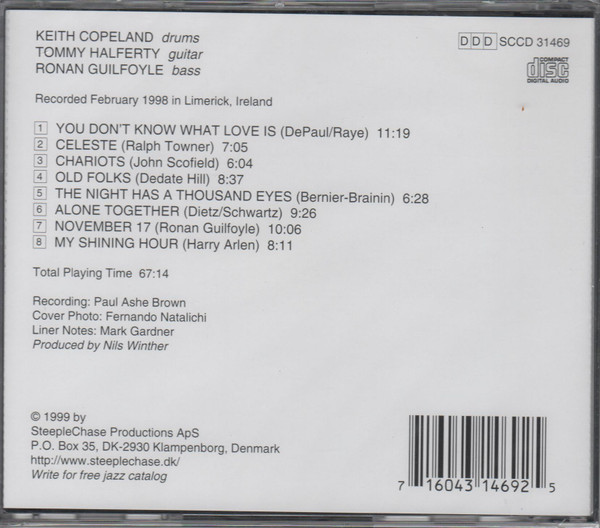 KEITH COPELAND drums
TOMMY HALFERTY guitar
RONAN GUILFOYLE bass
DDD SCCD 31469
COMPACT
disc
DIGITAL AUDIO
Recorded February 1998 in Limerick, Ireland
1 YOU DON'T KNOW WHAT LOVE IS (DePaul/Raye) 11:19
2 CELESTE (Ralph Towner) 7:05
3 CHARIOTS (John Scofield) 6:04
4 OLD FOLKS (Dedate Hill) 8:37
5 THE NIGHT HAS A THOUSAND EYES (Bernier-Brainin) 6:28
6 ALONE TOGETHER (Dietz/Schwartz) 9:26
7 NOVEMBER 17 (Ronan Guilfoyle) 10:06
8 MY SHINING HOUR (Harry Arlen) 8:11
Total Playing Time 67:14
Recording: Paul Ashe Brown
Cover Photo: Fernando Natalichi
Liner Notes: Mark Gardner
Produced by Nils Winther
© 1999 by
SteepleChase Productions ApS
P.O. Box 35, DK-2930 Klampenborg, Denmark
http://www.steeplechase.dk/
Write for free jazz catalog
7 16043 14692 5